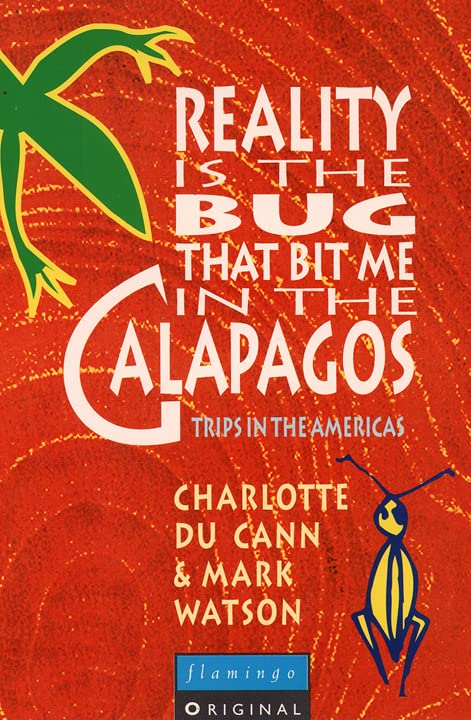 REALITY
IS THE
BUG
THAT BIT ME
IN THE
GALAPAGOS
TRIPS IN THE AMERICAS
CHARLOTTE
DU CANN
& MARK
WATSON
flamingo
ORIGINAL